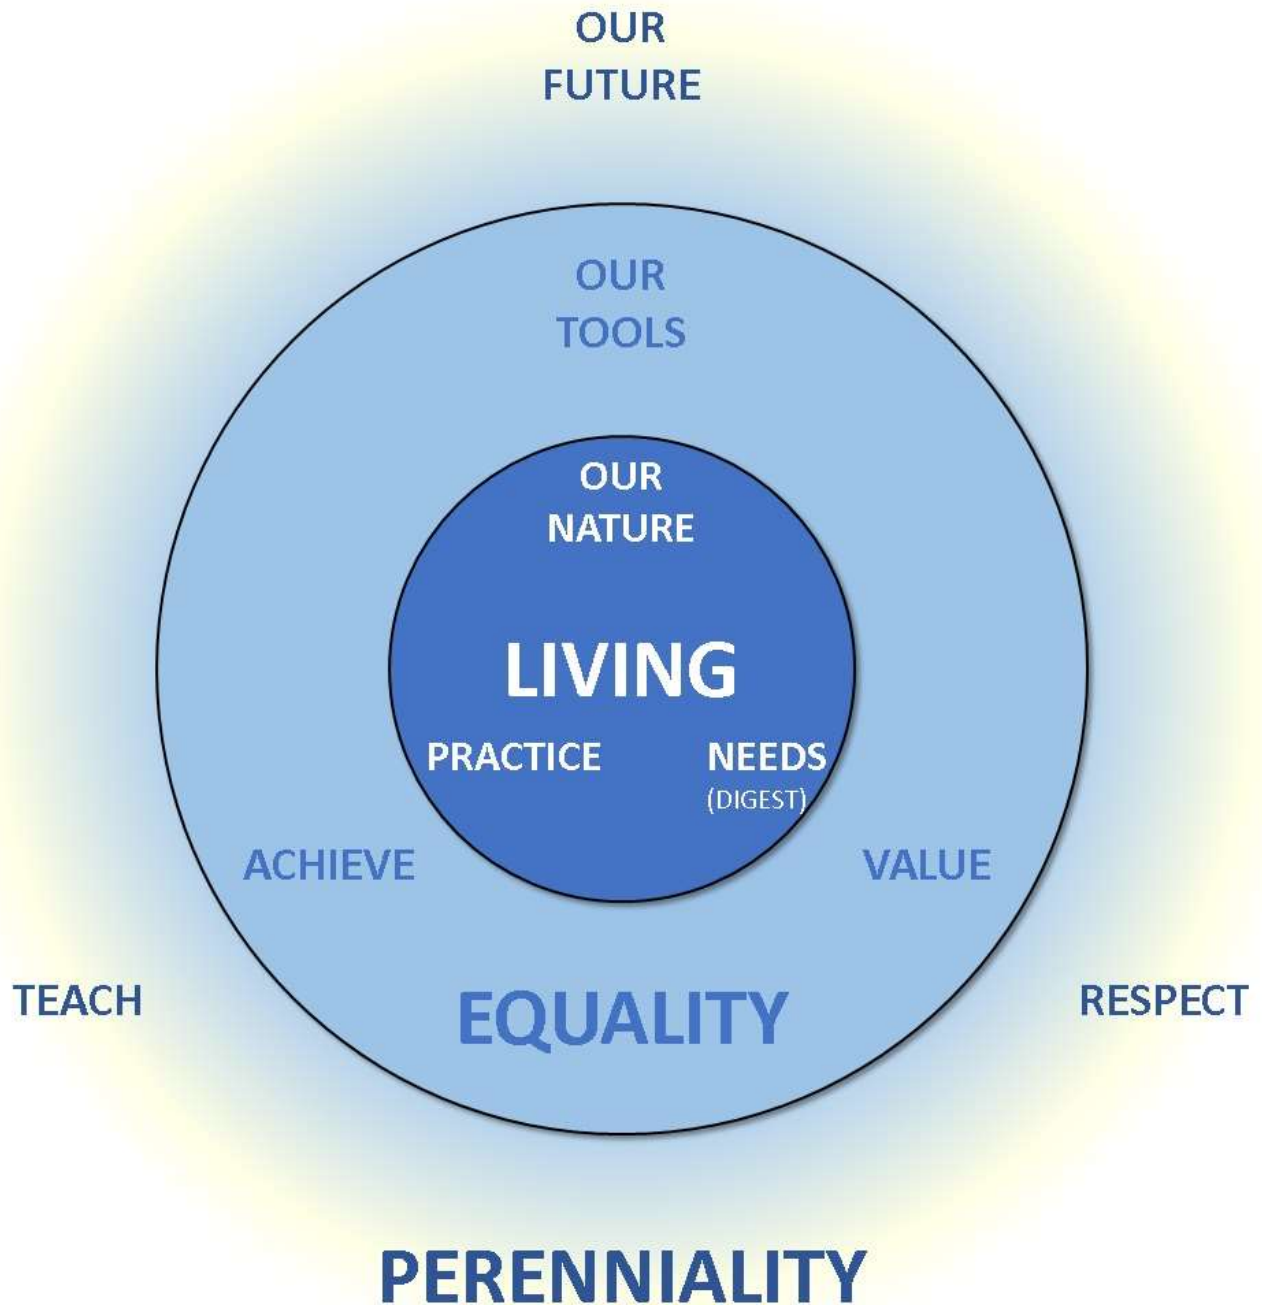 OUR
FUTURE
OUR
TOOLS
OUR
NATURE
LIVING
PRACTICE NEEDS
(DIGEST)
ACHIEVE VALUE
TEACH RESPECT
EQUALITY
PERENNIALITY